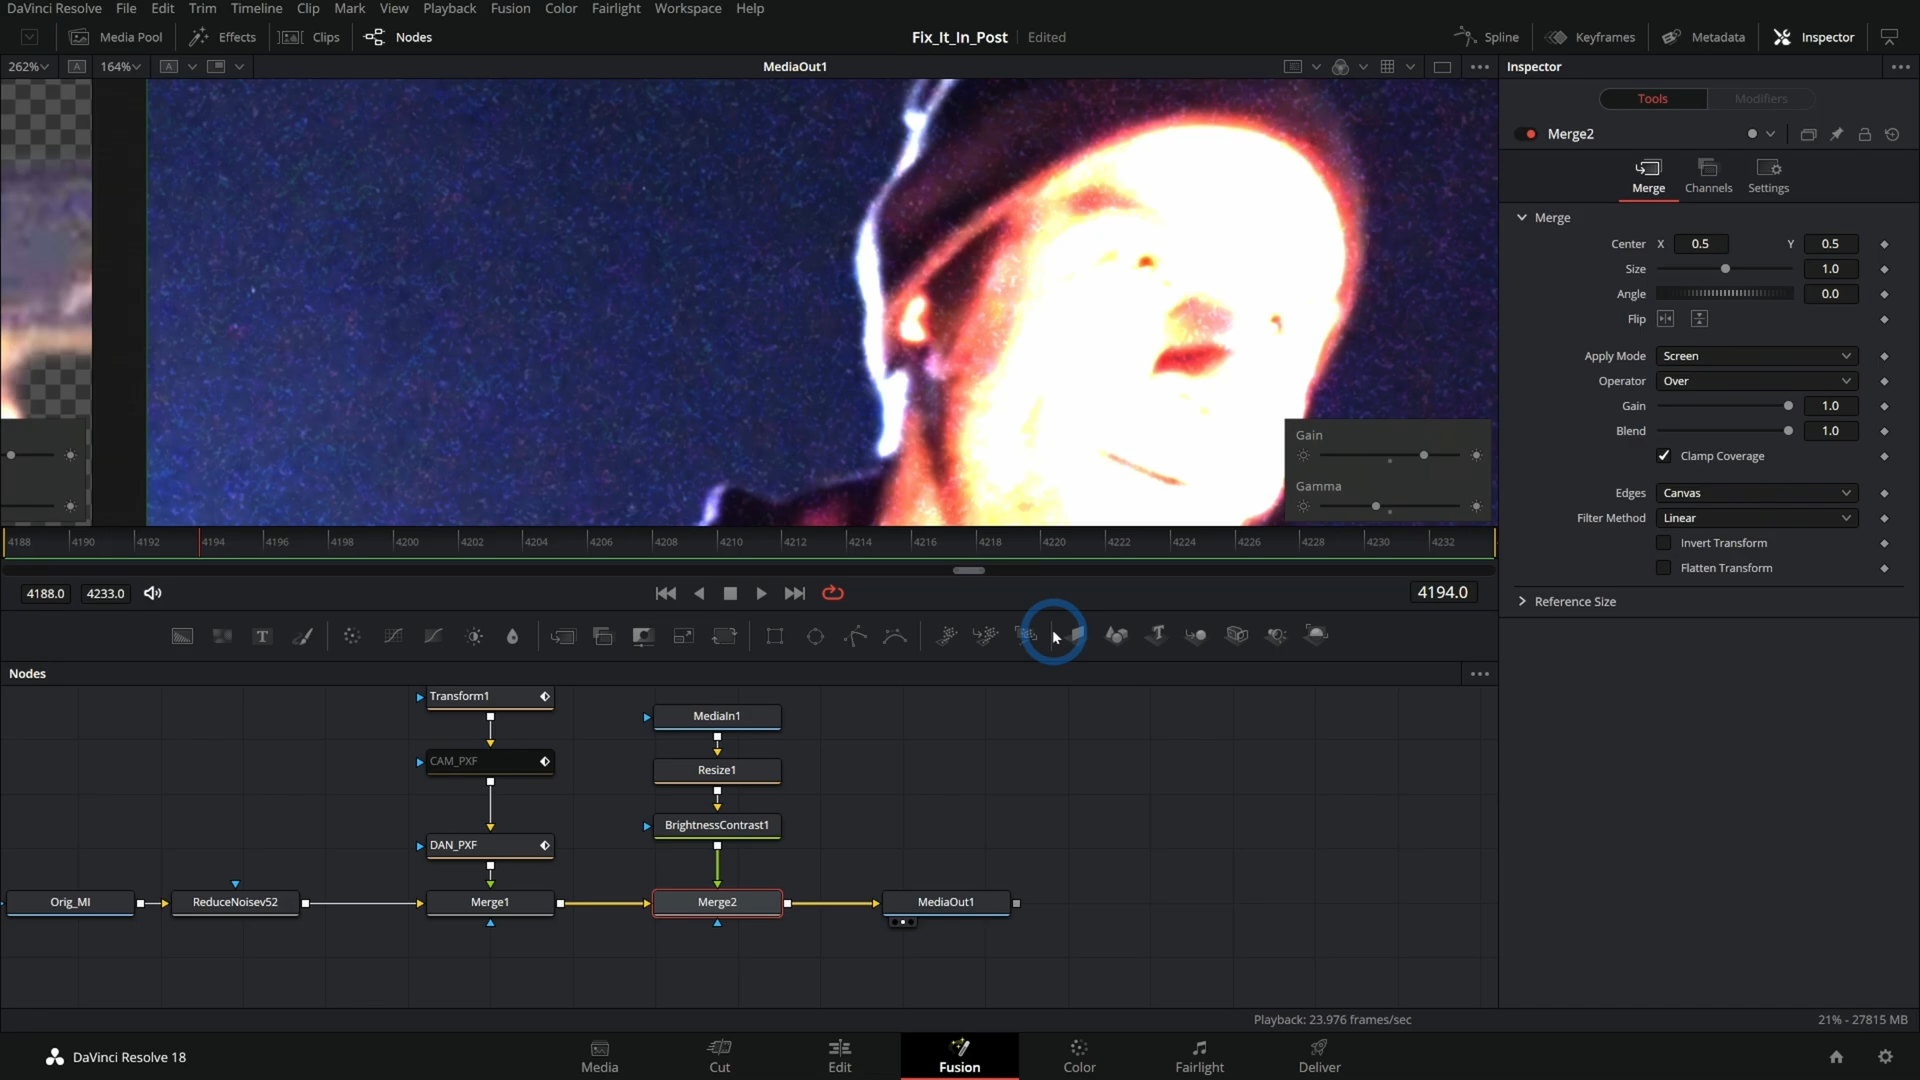 DaVinci Resolve File Edit Trim Timeline Clip Mark View Playback Fusion Color Fairlight Workspace Help
Media Pool Effects Clips Nodes Fix_It_In_Post Edited Spline Keyframes Metadata Inspector
262% A 164% A MediaOut1 Inspector
Tools Modifiers
Merge2
Merge Channels Settings
Merge
Center X 0.5 Y 0.5
Size 1.0
Angle 0.0
Flip
Apply Mode Screen
Operator Over
Gain 1.0
Blend 1.0
Clamp Coverage
Edges Canvas
Filter Method Linear
Invert Transform
Flatten Transform
Reference Size
Gain
Gamma
4188 4190 4192 4194 4196 4198 4200 4202 4204 4206 4208 4210 4212 4214 4216 4218 4220 4222 4224 4226 4228 4230 4232
4188.0 4233.0 4194.0
T T
Nodes
Transform1
MediaIn1
CAM_PXF
Resize1
BrightnessContrast1
DAN_PXF
Orig_MI ReduceNoisev52 Merge1 Merge2 MediaOut1
Playback: 23.976 frames/sec 21% - 27815 MB
DaVinci Resolve 18 Media Cut Edit Fusion Color Fairlight Deliver